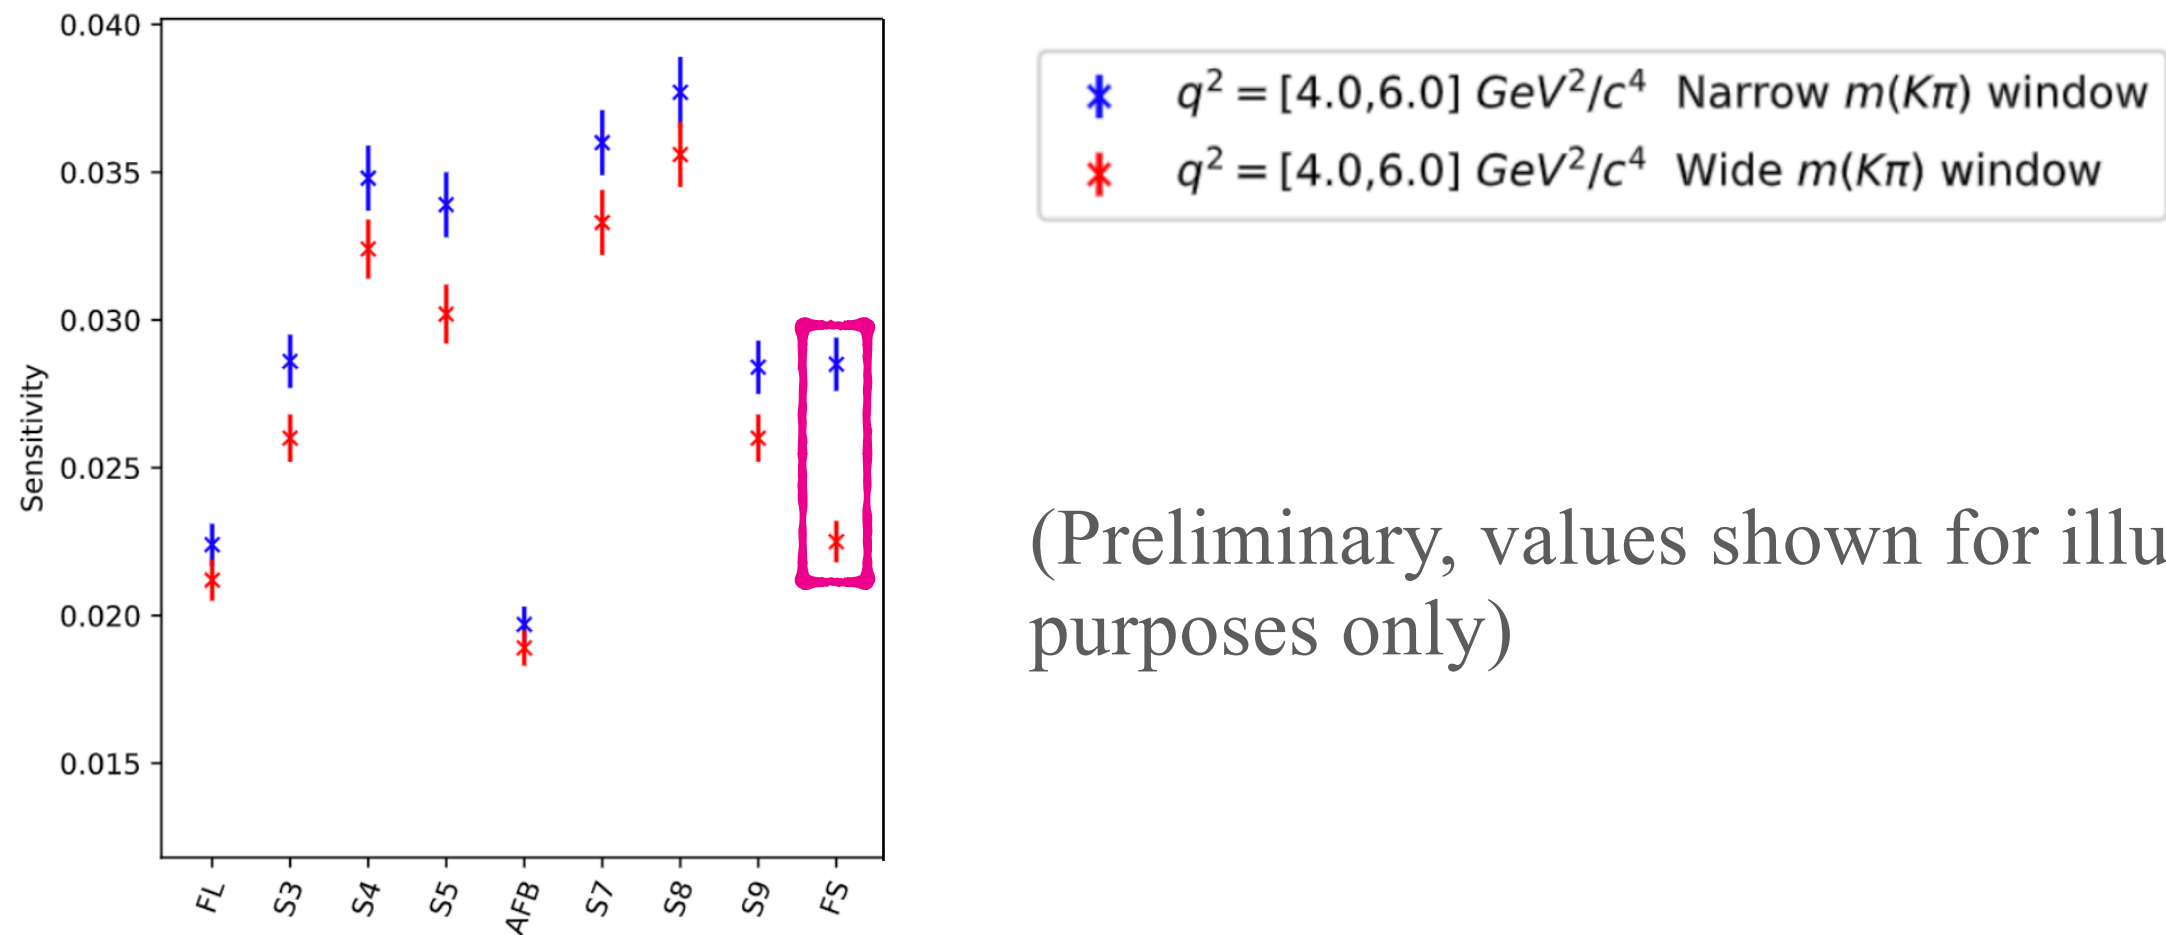 0.040
0.035
0.030
0.025
0.020
0.015
Sensitivity
FL S3 S4 S5 AFB S7 S8 S9 FS
q² = [4.0,6.0] GeV²/c⁴ Narrow m(Kπ) window
q² = [4.0,6.0] GeV²/c⁴ Wide m(Kπ) window
(Preliminary, values shown for illu
purposes only)